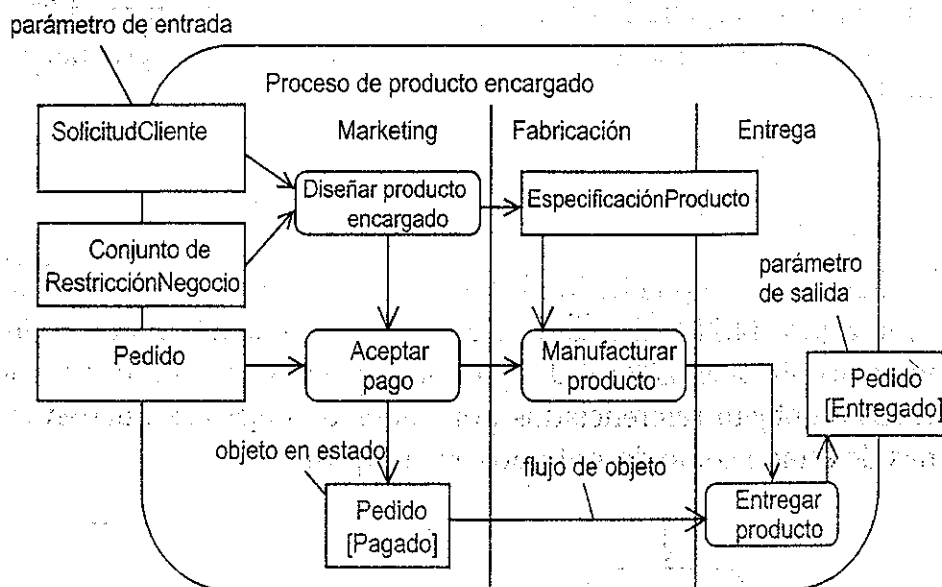 parámetro de entrada
Proceso de producto encargado
SolicitudCliente
Marketing
Fabricación
Entrega
Diseñar producto
encargado
EspecificaciónProducto
Conjunto de
RestricciónNegocio
parámetro
de salida
Pedido
Aceptar
pago
Manufacturar
producto
Pedido
[Entregado]
objeto en estado
flujo de objeto
Pedido
[Pagado]
Entregar
producto